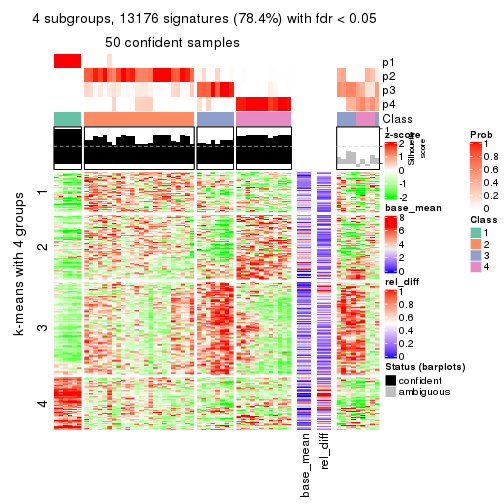 4 subgroups, 13176 signatures (78.4%) with fdr < 0.05
50 confident samples
p1
p2
p3
p4
Class
1
Silhouette
score
k-means with 4 groups
1
2
3
4
base_mean
rel_diff
z-score
2
1
0
-1
-2
base_mean
8
6
4
2
0
rel_diff
1
0.8
0.6
0.4
0.2
0
Status (barplots)
confident
ambiguous
Prob
1
0.8
0.6
0.4
0.2
0
Class
1
2
3
4